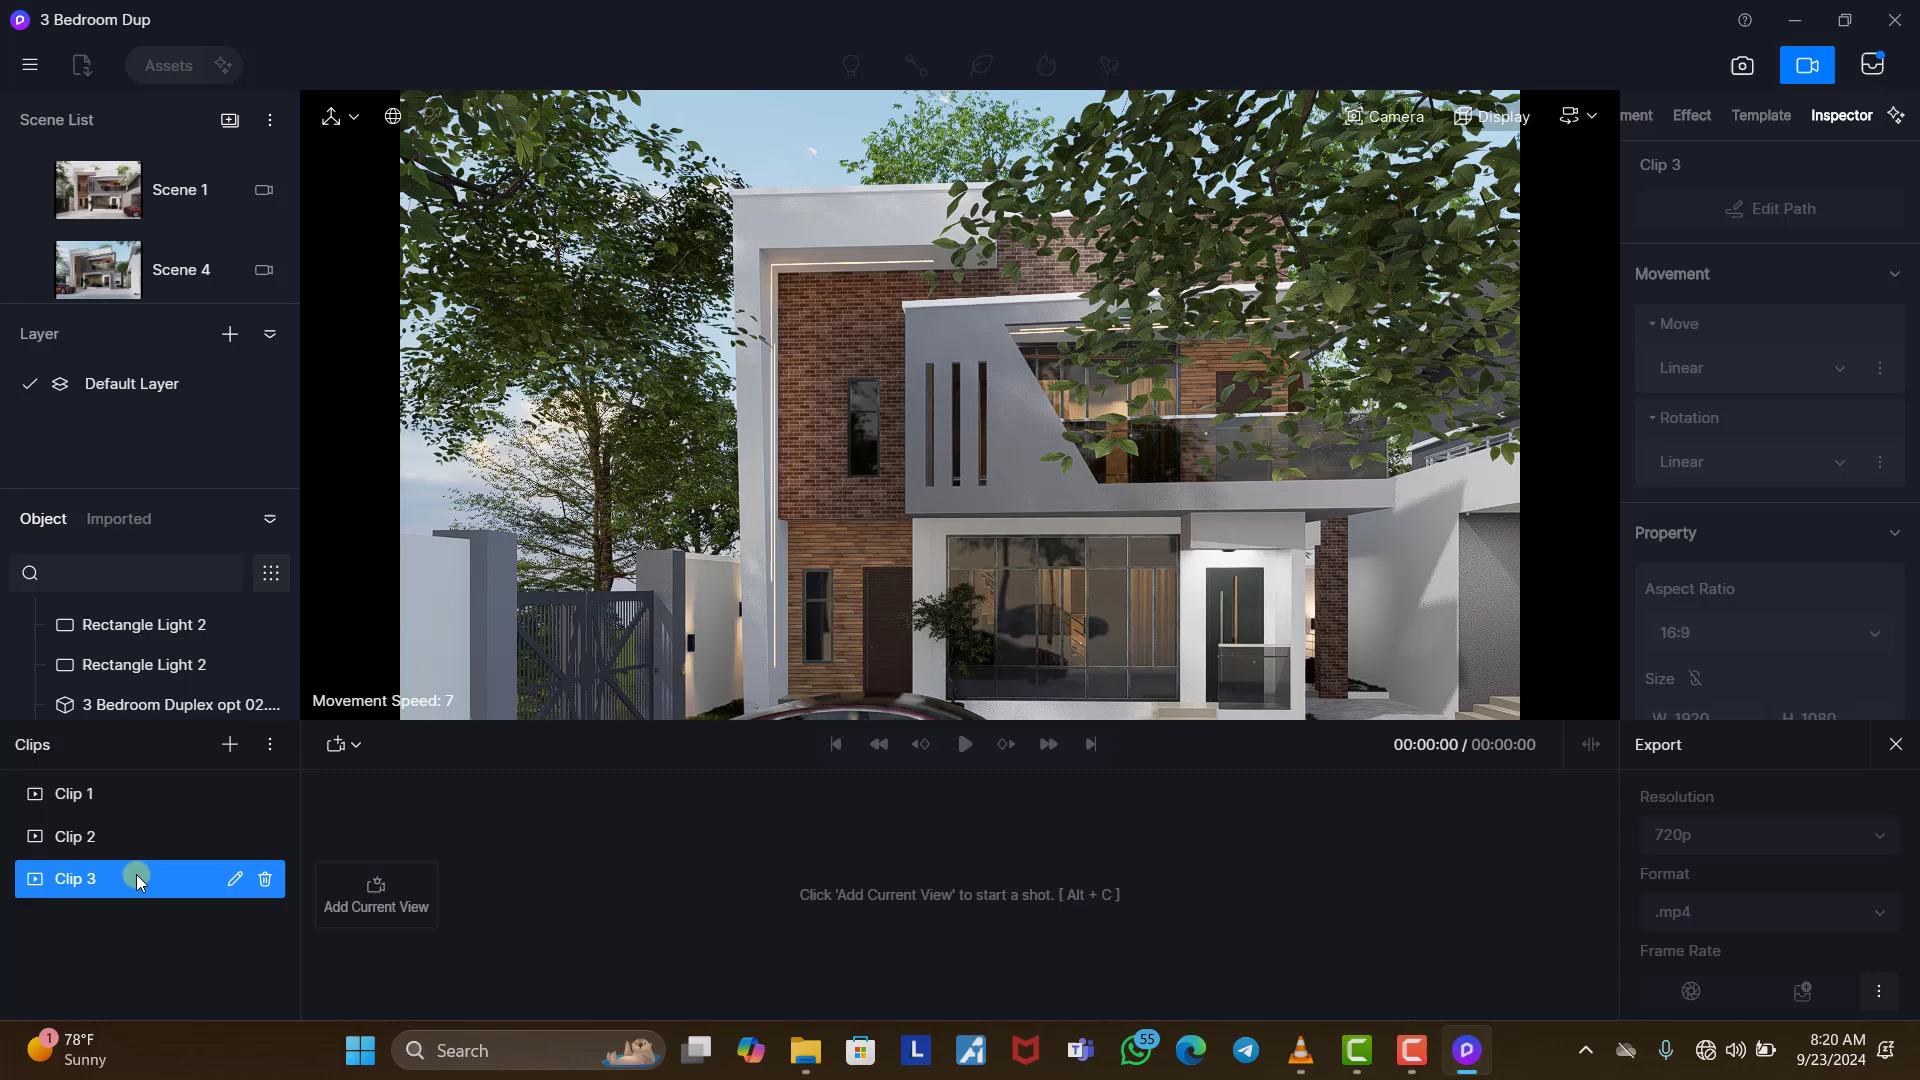 3 Bedroom Dup
Assets
Scene List
Scene 1
Scene 4
Layer
Default Layer
Object Imported
Rectangle Light 2
Rectangle Light 2
3 Bedroom Duplex opt 02....
Camera
Display
Movement Speed: 7
ment Effect Template Inspector
Clip 3
Edit Path
Movement
Move
Linear
Rotation
Linear
Property
Aspect Ratio
16:9
Size
W 1920 H 1080
Clips
Clip 1
Clip 2
Clip 3
00:00:00 / 00:00:00
Add Current View
Click 'Add Current View' to start a shot. [ Alt + C ]
Export
Resolution
720p
Format
.mp4
Frame Rate
1
78°F
Sunny
Search
55
8:20 AM
9/23/2024